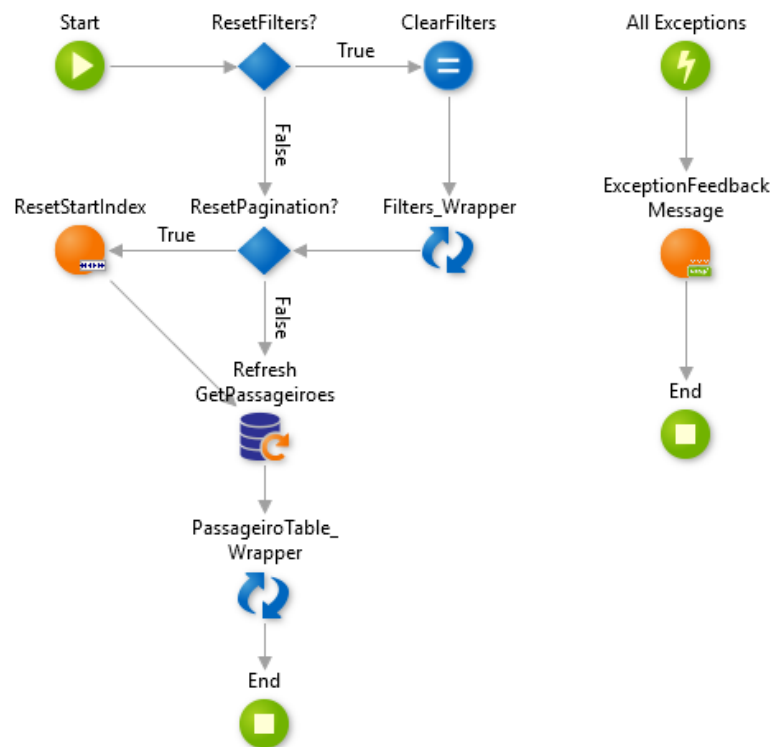 Start
ResetFilters?
ClearFilters
All Exceptions
True
False
ResetStartIndex
ResetPagination?
Filters_Wrapper
ExceptionFeedback
Message
True
False
Refresh
GetPassageiroes
End
PassageiroTable_
Wrapper
End